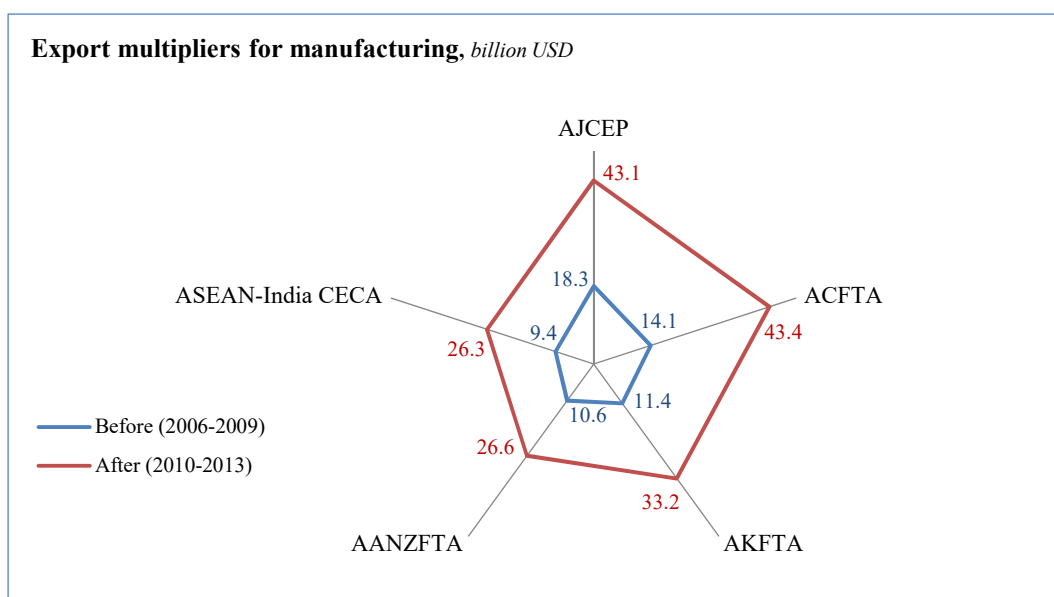 Export multipliers for manufacturing, billion USD
AJCEP
43.1
18.3
ASEAN-India CECA
ACFTA
14.1
9.4
43.4
26.3
11.4
10.6
Before (2006-2009)
26.6
After (2010-2013)
33.2
AANZFTA
AKFTA